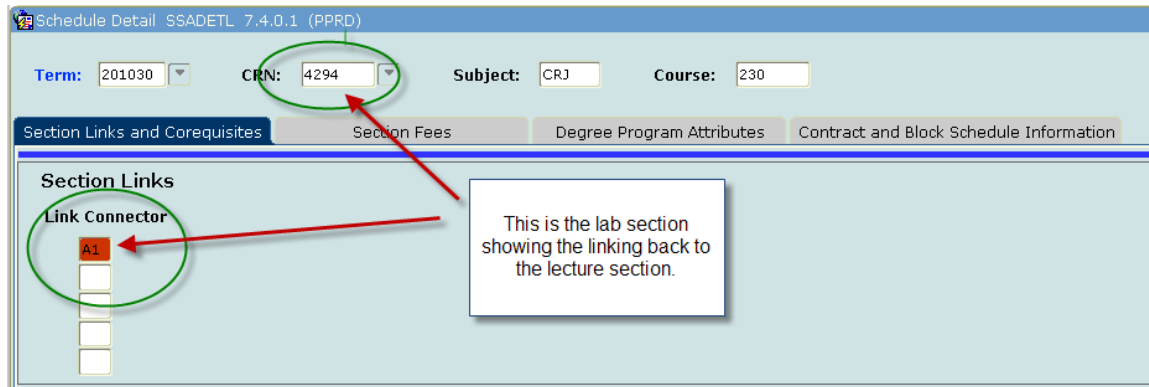 Schedule Detail SSADETL 7.4.0.1 (PPRD)
Term: 201030 CRN: 4294 Subject: CRJ Course: 230
Section Links and Corequisites Section Fees Degree Program Attributes Contract and Block Schedule Information
Section Links
Link Connector
A1
This is the lab section
showing the linking back to
the lecture section.